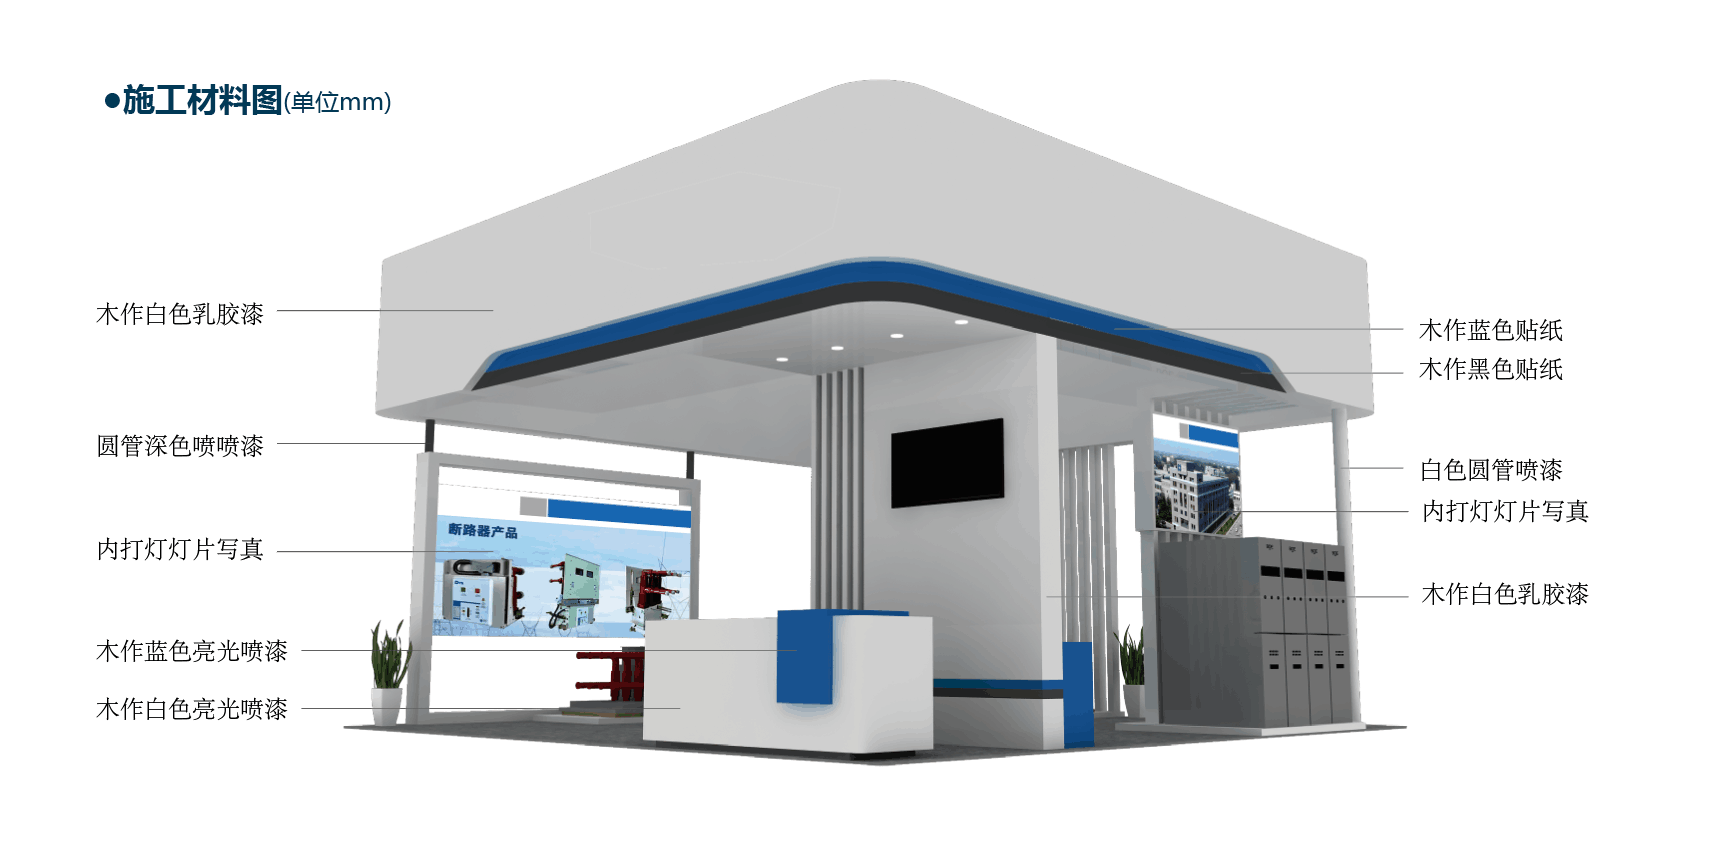 ●施工材料图(单位mm)
木作白色乳胶漆
圆管深色喷喷漆
内打灯灯片写真
木作蓝色亮光喷漆
木作白色亮光喷漆
断路器产品
木作蓝色贴纸
木作黑色贴纸
白色圆管喷漆
内打灯灯片写真
木作白色乳胶漆